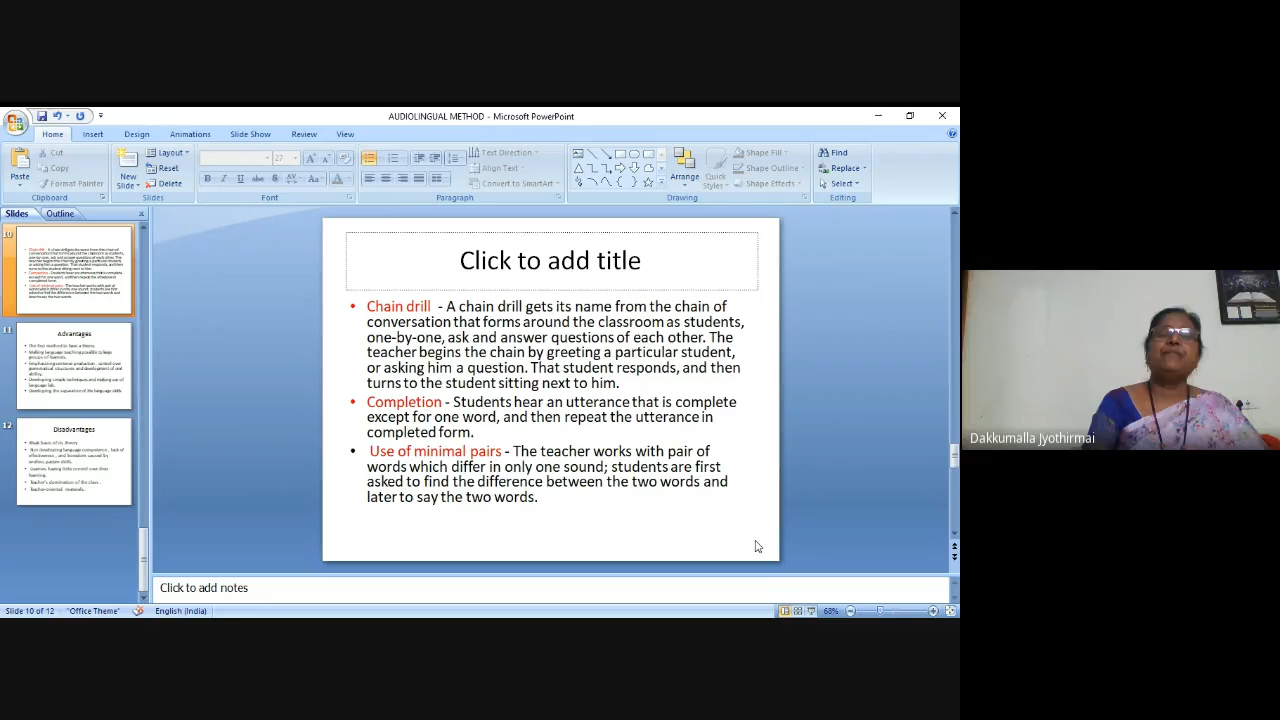 AUDIOLINGUAL METHOD - Microsoft PowerPoint
Home Insert Design Animations Slide Show Review View
Paste
Cut
Copy
Format Painter
Clipboard
New Slide
Layout
Reset
Delete
Slides
27
Font
Paragraph
Text Direction
Align Text
Convert to SmartArt
Arrange
Quick Styles
Shape Fill
Shape Outline
Shape Effects
Drawing
Find
Replace
Select
Editing
Slides Outline
10
11
Advantages
12
Disadvantages
Click to add title
• Chain drill - A chain drill gets its name from the chain of
conversation that forms around the classroom as students,
one-by-one, ask and answer questions of each other. The
teacher begins the chain by greeting a particular student,
or asking him a question. That student responds, and then
turns to the student sitting next to him.
• Completion - Students hear an utterance that is complete
except for one word, and then repeat the utterance in
completed form.
• Use of minimal pairs - The teacher works with pair of
words which differ in only one sound; students are first
asked to find the difference between the two words and
later to say the two words.
Click to add notes
Slide 10 of 12 "Office Theme" English (India) 68%
Dakkumalla Jyothirmai